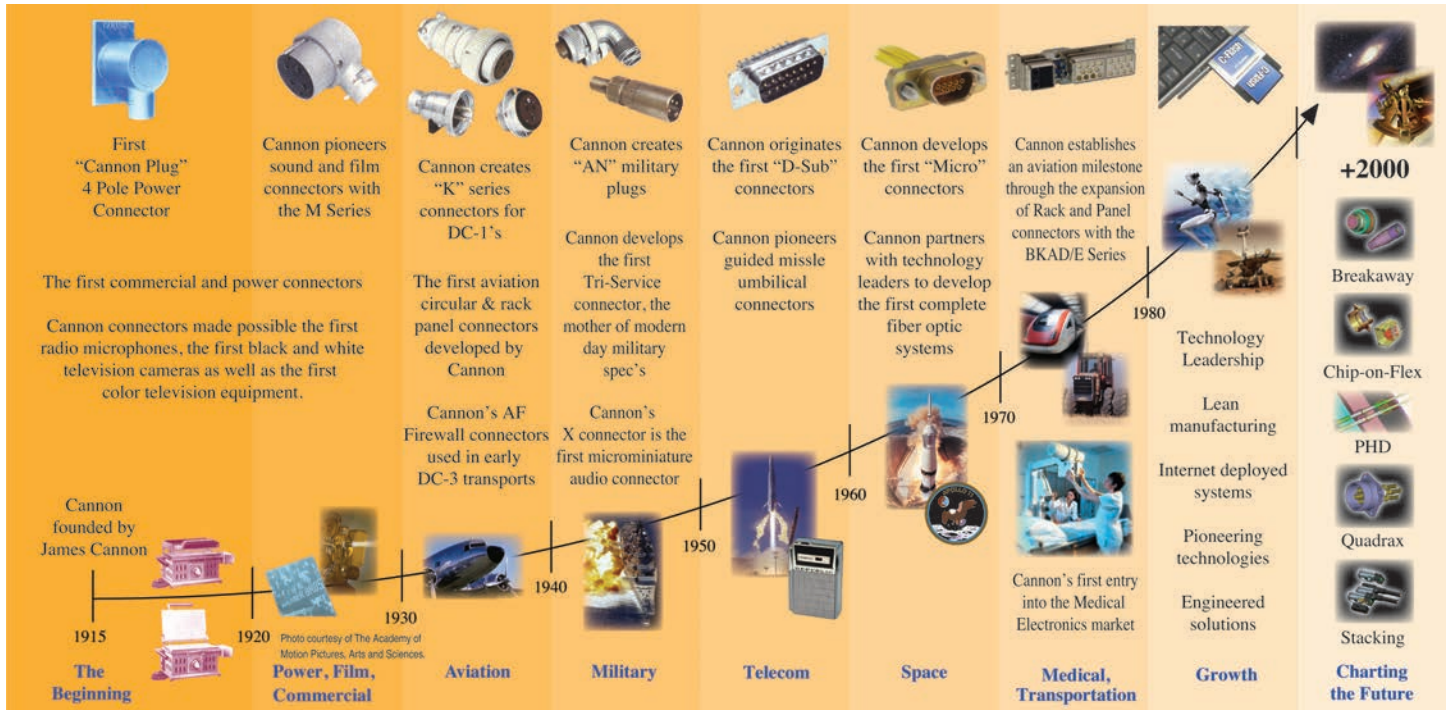 First
“Cannon Plug”
4 Pole Power
Connector
Cannon pioneers
sound and film
connectors with
the M Series
The first commercial and power connectors
Cannon connectors made possible the first
radio microphones, the first black and white
television cameras as well as the first
color television equipment.
Cannon creates
“K” series
connectors for
DC-1's
The first aviation
circular & rack
panel connectors
developed by
Cannon
Cannon's AF
Firewall connectors
used in early
DC-3 transports
Cannon creates
“AN” military
plugs
Cannon develops
the first
Tri-Service
connector, the
mother of modern
day military
spec's
Cannon's
X connector is the
first microminiature
audio connector
Cannon originates
the first “D-Sub”
connectors
Cannon pioneers
guided missle
umbilical
connectors
Cannon develops
the first “Micro”
connectors
Cannon partners
with technology
leaders to develop
the first complete
fiber optic
systems
Cannon establishes
an aviation milestone
through the expansion
of Rack and Panel
connectors with the
BKAD/E Series
Cannon's first entry
into the Medical
Electronics market
C-Flash
C-Flash
Technology
Leadership
Lean
manufacturing
Internet deployed
systems
Pioneering
technologies
Engineered
solutions
+2000
Breakaway
Chip-on-Flex
PHD
Quadrax
Stacking
Cannon
founded by
James Cannon
1915
1920
1930
1940
1950
1960
1970
1980
Photo courtesy of The Academy of
Motion Pictures, Arts and Sciences.
The
Beginning
Power, Film,
Commercial
Aviation
Military
Telecom
Space
Medical,
Transportation
Growth
Charting
the Future